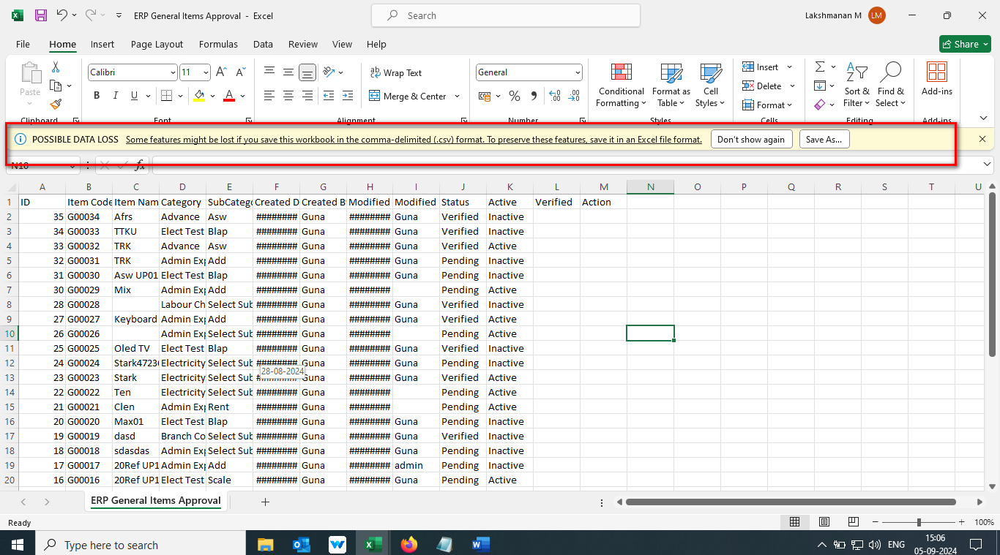 ERP General Items Approval - Excel
Search
Lakshmanan M LM
File Home Insert Page Layout Formulas Data Review View Help
Share
Paste
Clipboard
Calibri 11
B I U
Font
Wrap Text
Merge & Center
Alignment
General
Number
Conditional Formatting
Format as Table
Cell Styles
Styles
Insert
Delete
Format
Cells
Sort & Filter
Find & Select
Editing
Add-ins
Add-ins
POSSIBLE DATA LOSS Some features might be lost if you save this workbook in the comma-delimited (.csv) format. To preserve these features, save it in an Excel file format. Don't show again Save As...
N10 fx
A B C D E F G H I J K L M N O P Q R S T U
1 ID Item Code Item Nam Category SubCatego Created D Created B Modified Modified Status Active Verified Action
2 35 G00034 Afrs Advance Asw ######## Guna ######## Guna Verified Inactive
3 34 G00033 TTKU Elect Test Blap ######## Guna ######## Guna Verified Inactive
4 33 G00032 TRK Advance Asw ######## Guna ######## Guna Verified Active
5 32 G00031 TRK Admin Exp Add ######## Guna ######## Guna Pending Inactive
6 31 G00030 Asw UP01 Elect Test Blap ######## Guna ######## Guna Pending Inactive
7 30 G00029 Mix Admin Exp Add ######## Guna ######## Pending Active
8 28 G00028 Labour Ch Select Sub ######## Guna ######## Guna Verified Inactive
9 27 G00027 Keyboard Admin Exp Add ######## Guna ######## Guna Verified Active
10 26 G00026 Admin Exp Select Sub ######## Guna ######## Pending Active
11 25 G00025 Oled TV Elect Test Blap ######## Guna ######## Guna Verified Inactive
12 24 G00024 Stark4723 Electricity Select Sub ######## Guna ######## Guna Pending Inactive
28-08-2024
13 23 G00023 Stark Electricity Select Sub ######## Guna ######## Guna Verified Active
14 22 G00022 Ten Electricity Select Sub ######## Guna ######## Pending Active
15 21 G00021 Clen Admin Exp Rent ######## Guna ######## Pending Active
16 20 G00020 Max01 Elect Test Blap ######## Guna ######## Guna Pending Inactive
17 19 G00019 dasd Branch Co Select Sub ######## Guna ######## Guna Verified Inactive
18 18 G00018 sdasdas Admin Exp Select Sub ######## Guna ######## Guna Pending Inactive
19 17 G00017 20Ref UP1 Admin Exp Add ######## Guna ######## admin Pending Inactive
20 16 G00016 20Ref UP1 Elect Test Scale ######## Guna ######## Guna Pending Active
ERP General Items Approval
Ready
100%
Type here to search
ENG
15:06
05-09-2024